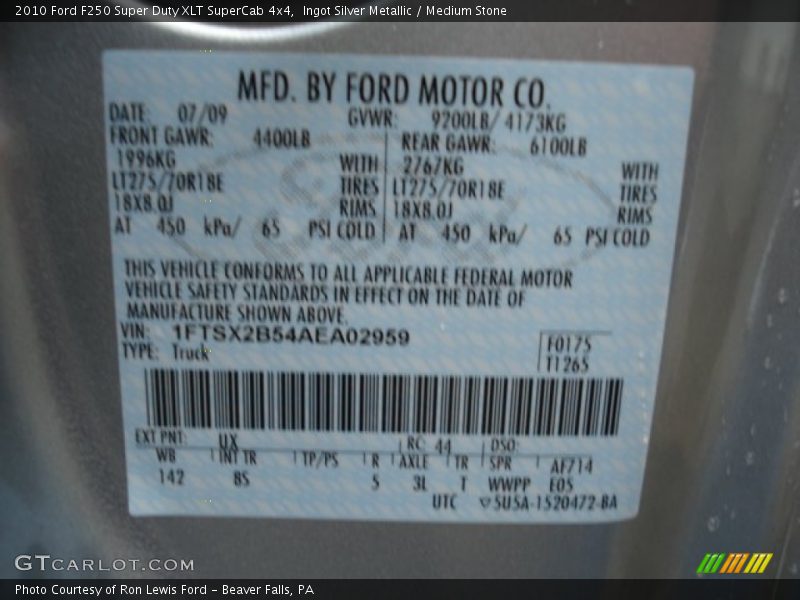 2010 Ford F250 Super Duty XLT SuperCab 4x4,  Ingot Silver Metallic / Medium Stone
MFD. BY FORD MOTOR CO.
DATE: 07/09 GVWR: 9200LB/ 4173KG
FRONT GAWR: 4400LB REAR GAWR: 6100LB
1996KG WITH 2767KG WITH
LT275/70R18E TIRES LT275/70R18E TIRES
18X8.0J RIMS 18X8.0J RIMS
AT 450 kPa/ 65 PSI COLD AT 450 kPa/ 65 PSI COLD
THIS VEHICLE CONFORMS TO ALL APPLICABLE FEDERAL MOTOR
VEHICLE SAFETY STANDARDS IN EFFECT ON THE DATE OF
MANUFACTURE SHOWN ABOVE.
VIN: 1FTSX2B54AEA02959
TYPE: Truck
F0175
T1265
EXT PNT: UX RC: 44 DSO:
WB INT TR TP/PS R AXLE TR SPR AF714
142 8S 5 3L T WWPP E05
UTC ▽5U5A-1520472-BA
GTCARLOT.COM
Photo Courtesy of Ron Lewis Ford – Beaver Falls, PA